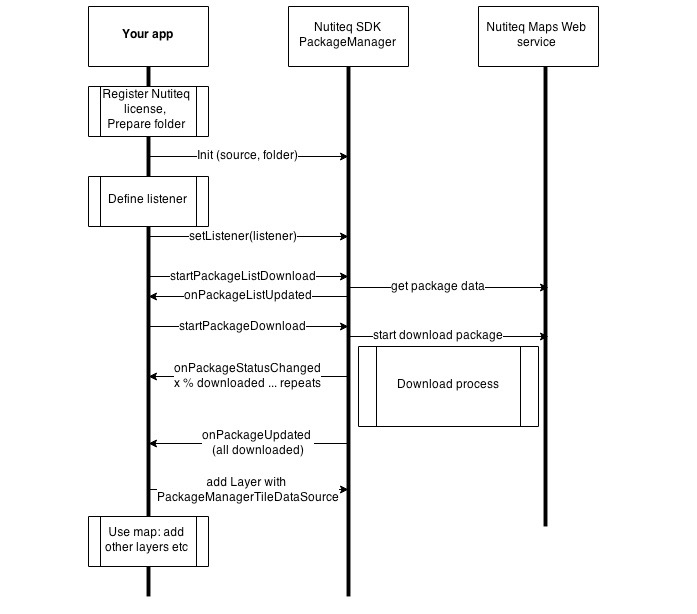 Your app
Nutiteq SDK
PackageManager
Nutiteq Maps Web
service
Register Nutiteq
license,
Prepare folder
Init (source, folder)
Define listener
setListener(listener)
startPackageListDownload
get package data
onPackageListUpdated
startPackageDownload
start download package
onPackageStatusChanged
x % downloaded ... repeats
Download process
onPackageUpdated
(all downloaded)
add Layer with
PackageManagerTileDataSource
Use map: add
other layers etc